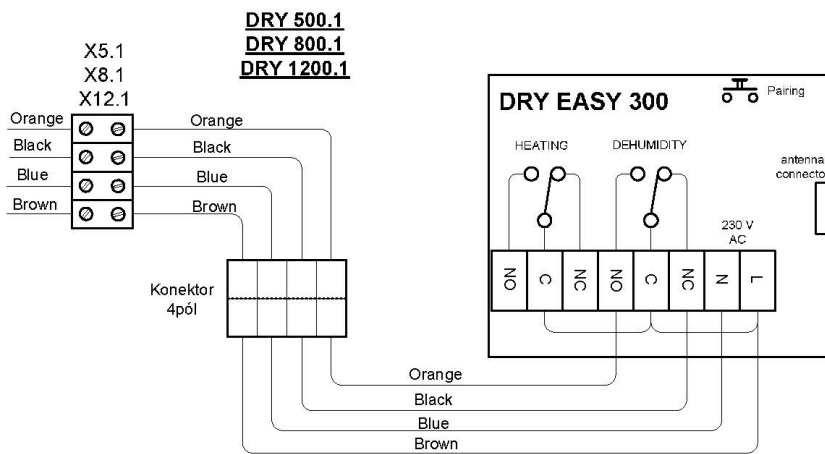 DRY 500.1
DRY 800.1
DRY 1200.1
X5.1
X8.1
X12.1
Orange
Black
Blue
Brown
Orange
Black
Blue
Brown
Konektor
4pól
Orange
Black
Blue
Brown
DRY EASY 300
Pairing
HEATING
DEHUMIDITY
antenna
connecto
230 V
AC
NO
C
NC
NO
C
NC
N
L